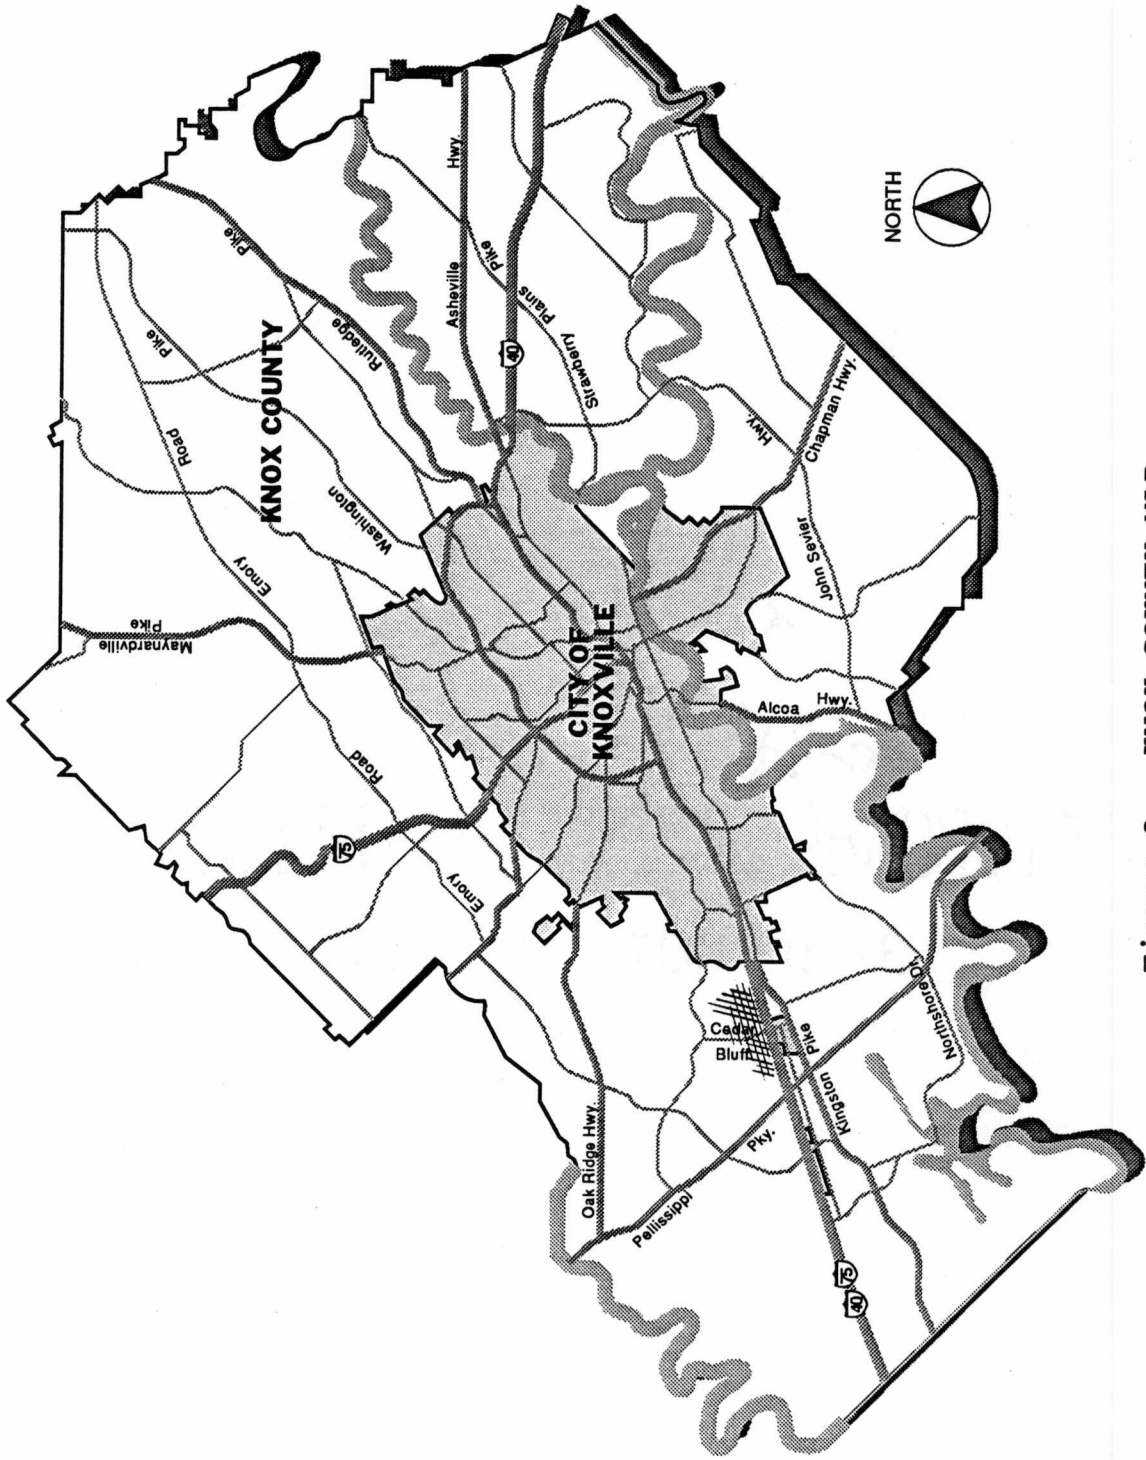 NORTH
KNOX COUNTY
CITY OF
KNOXVILLE
Maynardville
Pike
Emory
Road
Pike
Washington
Rutledge
Pike
Asheville
Hwy.
Strawberry
Plains
Pike
40
75
Emory
Road
Oak Ridge Hwy.
Pellissippi
Pky.
Cedar
Bluff
Kingston
Pike
Northshore Dr.
Alcoa
Hwy.
John Sevier
Hwy.
Chapman Hwy.
40
75